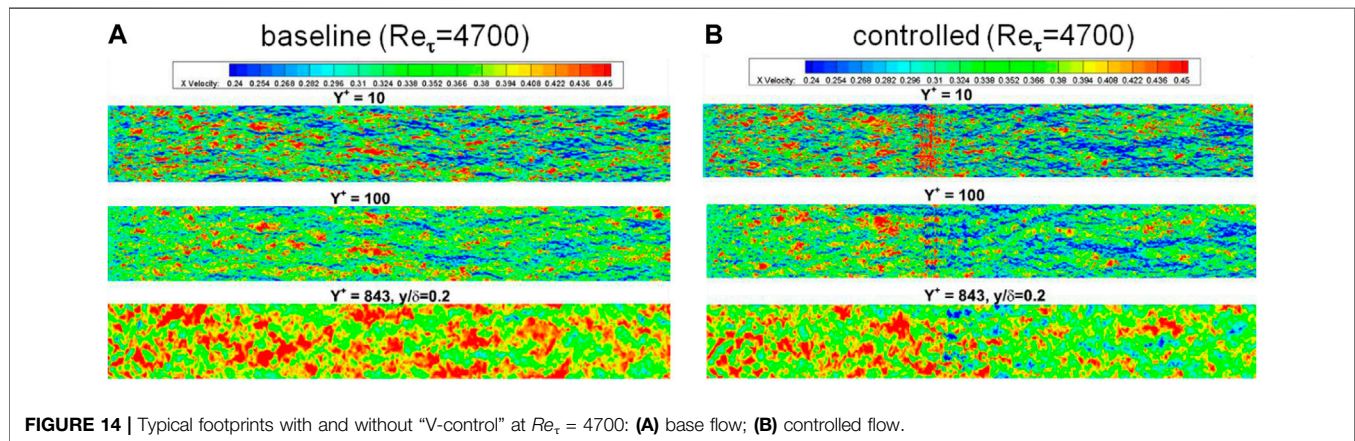 A baseline (Reτ=4700)
X Velocity: 0.24 0.254 0.268 0.282 0.296 0.31 0.324 0.338 0.352 0.366 0.38 0.394 0.408 0.422 0.436 0.45
Y+ = 10
Y+ = 100
Y+ = 843, y/δ=0.2
B controlled (Reτ=4700)
X Velocity: 0.24 0.254 0.268 0.282 0.296 0.31 0.324 0.338 0.352 0.366 0.38 0.394 0.408 0.422 0.436 0.45
Y+ = 10
Y+ = 100
Y+ = 843, y/δ=0.2
FIGURE 14 | Typical footprints with and without “V-control” at Reτ = 4700: (A) base flow; (B) controlled flow.